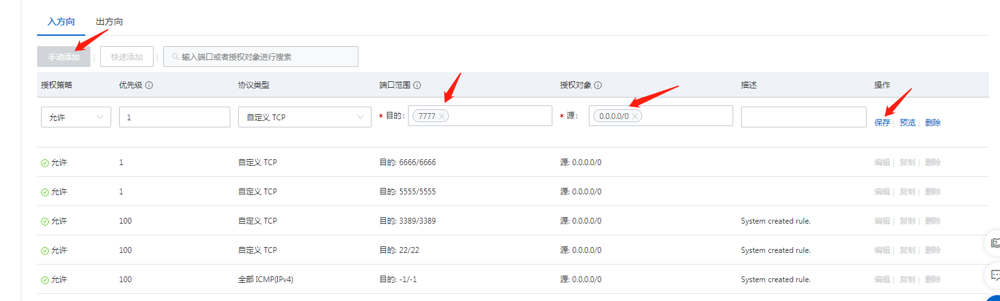 入方向 出方向
手动添加 | 快速添加 | 输入端口或者授权对象进行搜索
授权策略 优先级 协议类型 端口范围 授权对象 描述 操作
允许 1 自定义 TCP * 目的: 7777 * 源: 0.0.0.0/0 保存 | 预览 | 删除
允许 1 自定义 TCP 目的: 6666/6666 源: 0.0.0.0/0 编辑 | 复制 | 删除
允许 1 自定义 TCP 目的: 5555/5555 源: 0.0.0.0/0 编辑 | 复制 | 删除
允许 100 自定义 TCP 目的: 3389/3389 源: 0.0.0.0/0 System created rule. 编辑 | 复制 | 删除
允许 100 自定义 TCP 目的: 22/22 源: 0.0.0.0/0 System created rule. 编辑 | 复制 | 删除
允许 100 全部 ICMP(IPv4) 目的: -1/-1 源: 0.0.0.0/0 System created rule. 编辑 | 复制 | 删除